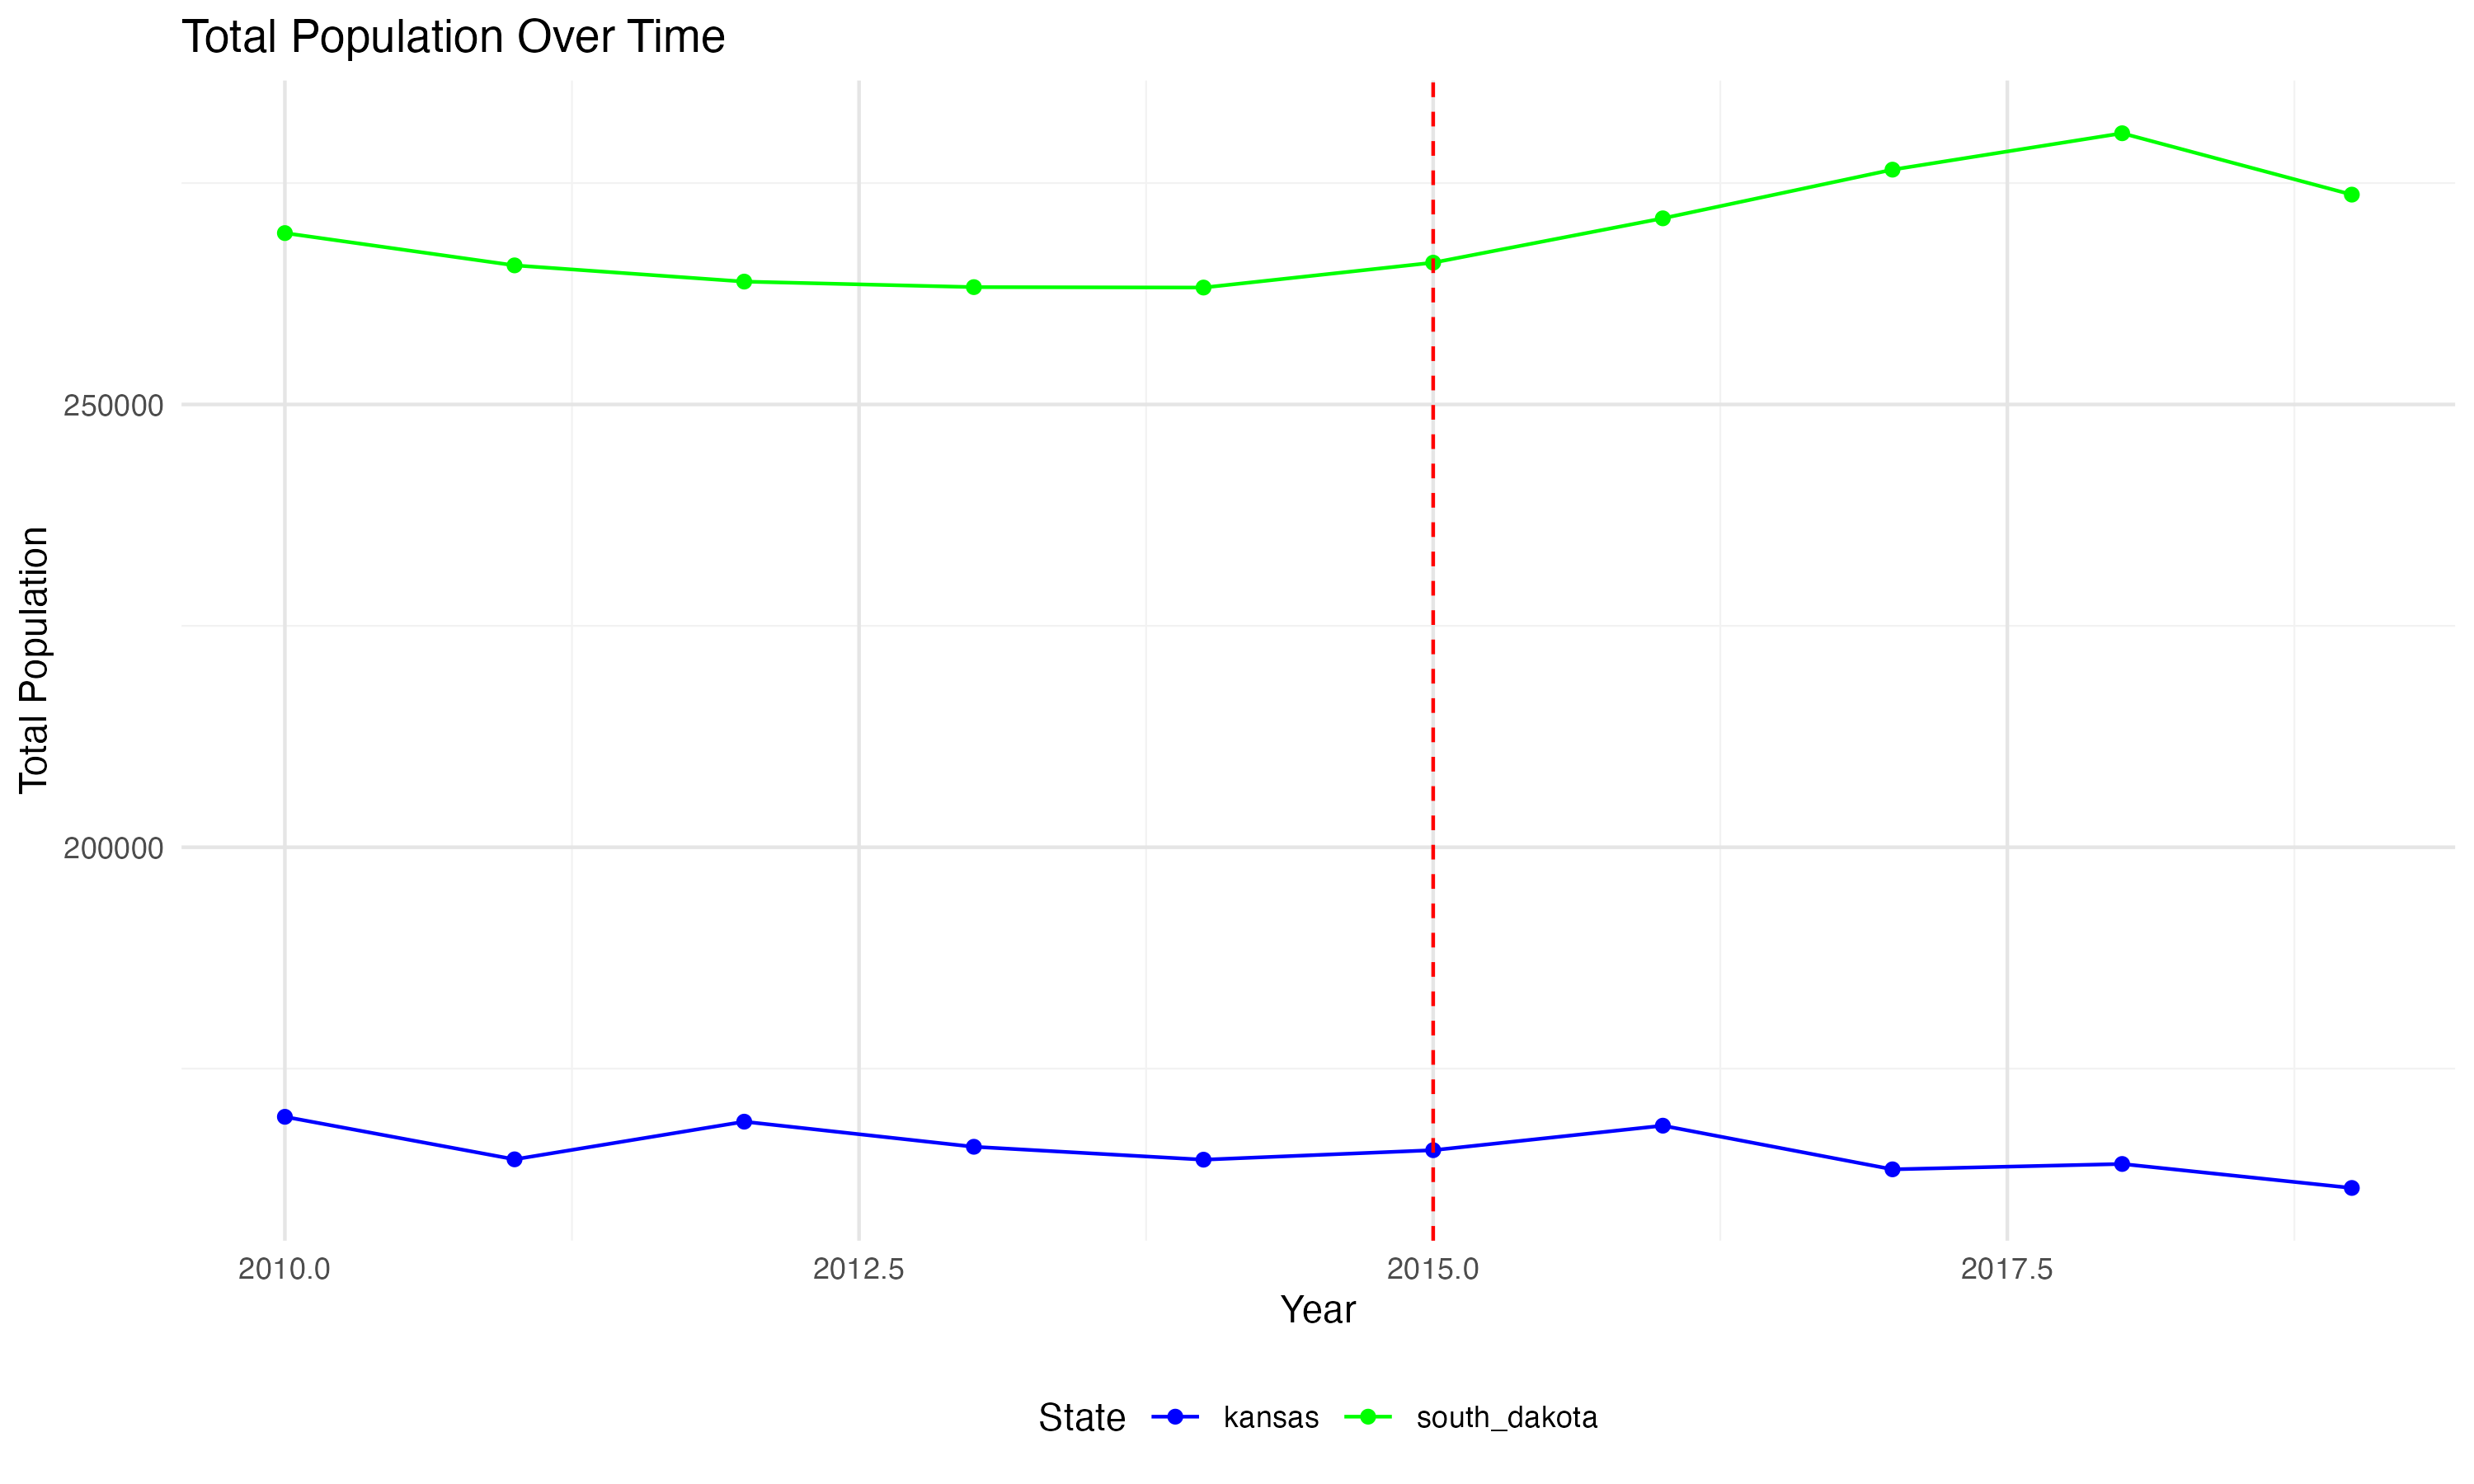 Total Population Over Time
Total Population
250000
200000
2010.0 2012.5 2015.0 2017.5
Year
State kansas south_dakota